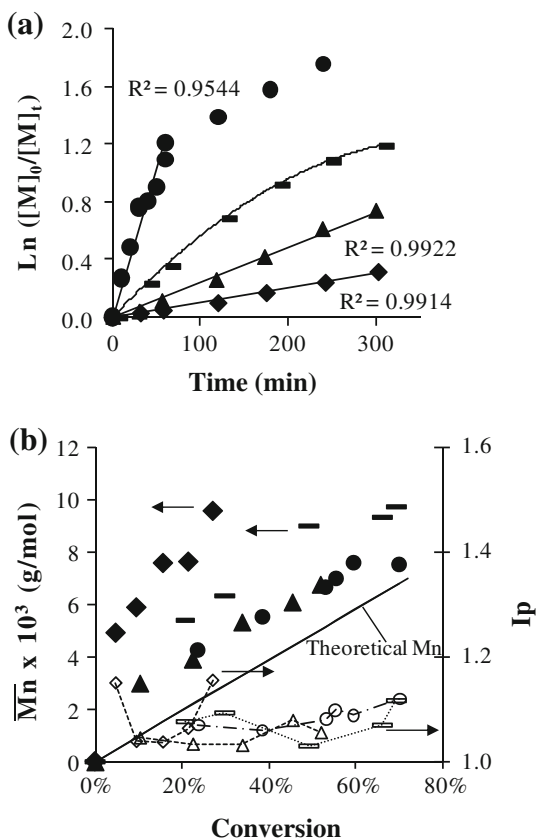 (a)
2.0
1.6
1.2
0.8
0.4
0.0
Ln ([M]₀/[M]ₜ)
R² = 0.9544
R² = 0.9922
R² = 0.9914
0
100
200
300
Time (min)
(b)
12
10
8
6
4
2
0
Mn x 10³ (g/mol)
1.6
1.4
1.2
1.0
Ip
Theoretical Mn
0%
20%
40%
60%
80%
Conversion